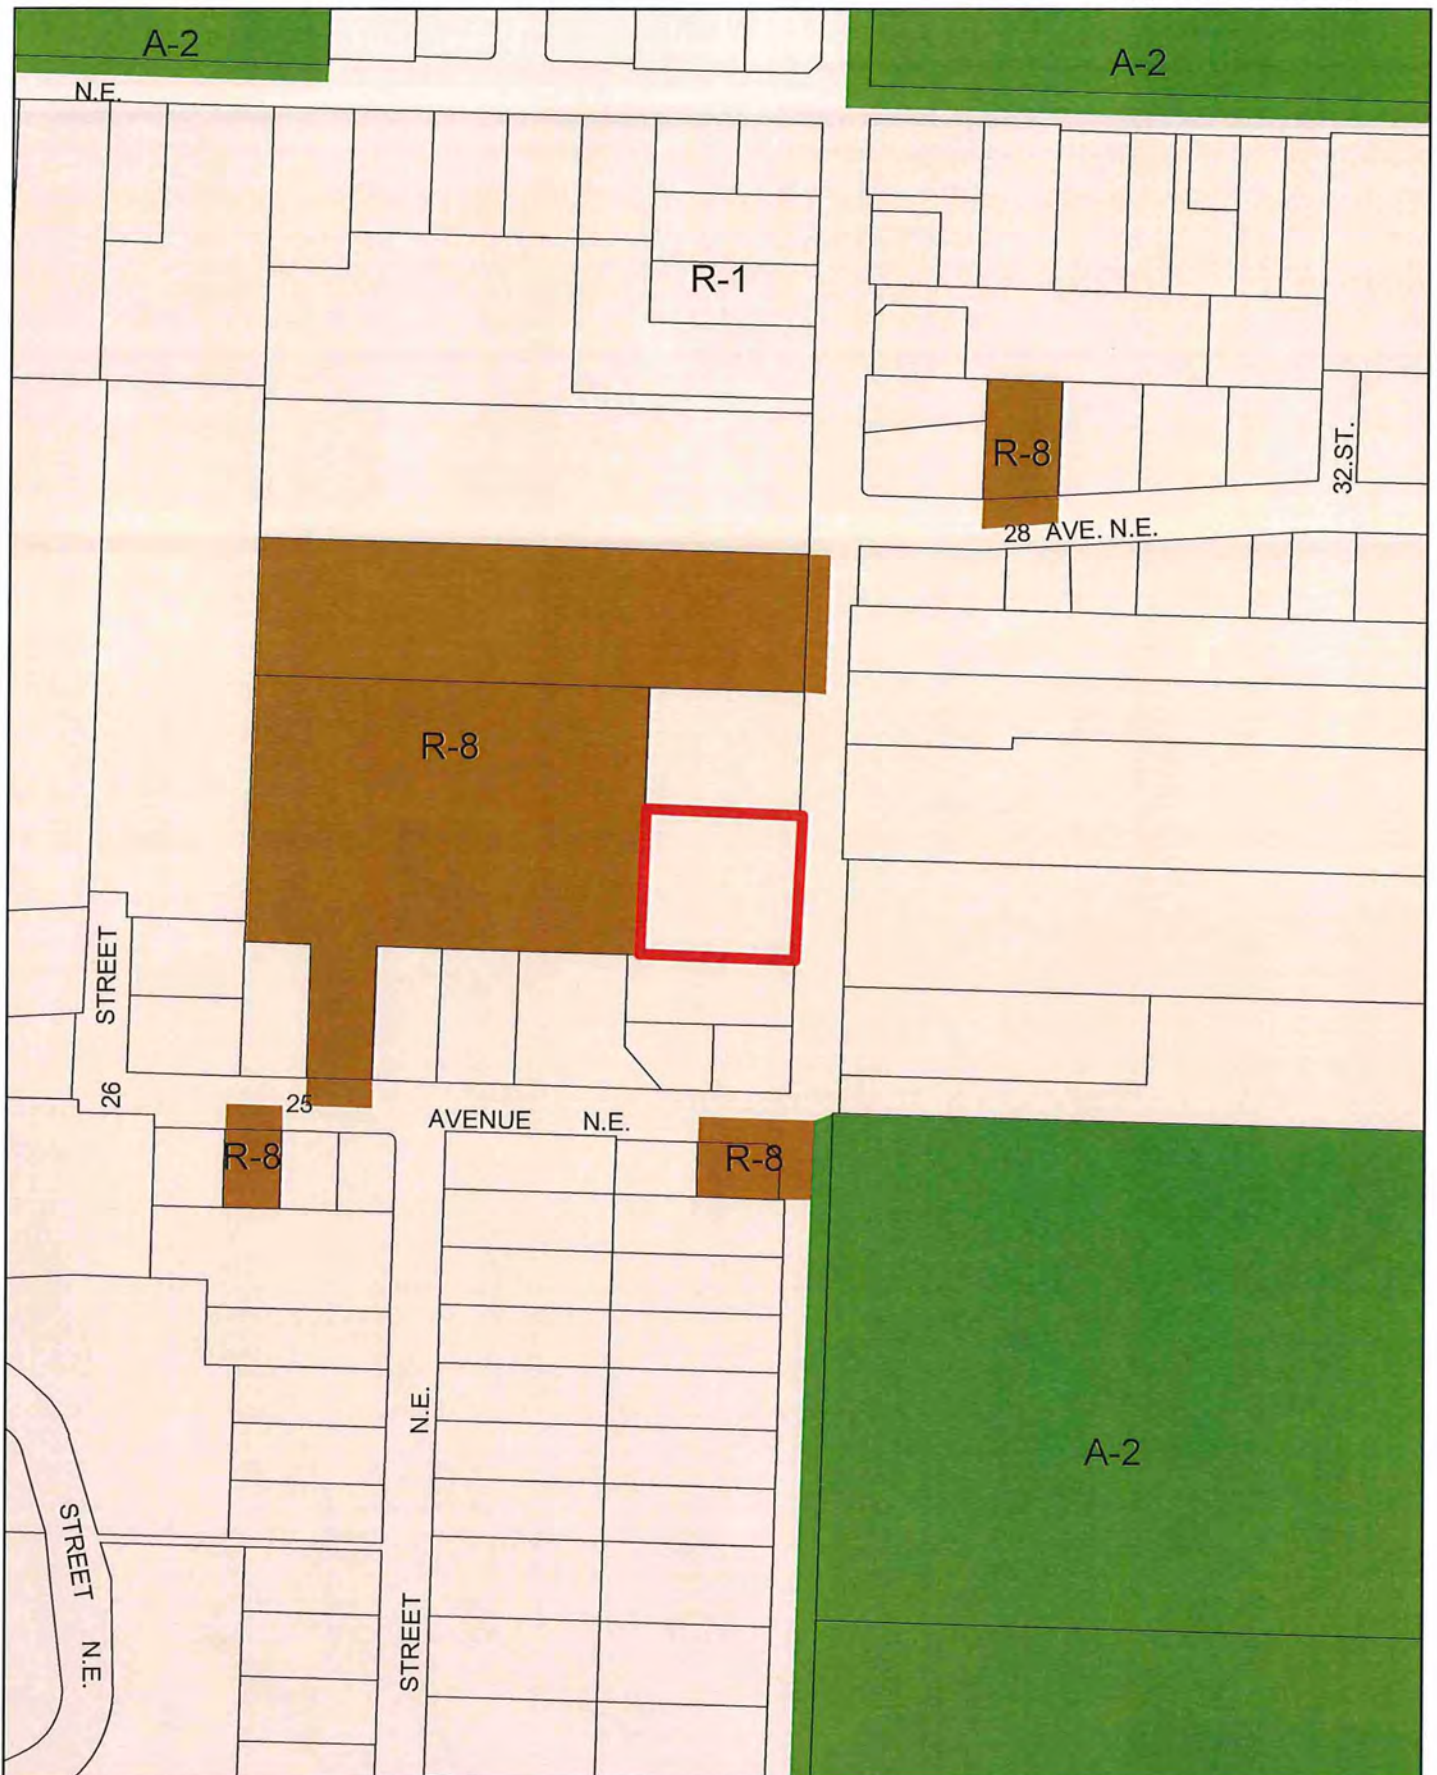 A-2
A-2
N.E.
R-1
R-8
32.ST.
28 AVE. N.E.
R-8
STREET
26
25 AVENUE N.E.
R-8
R-8
N.E.
A-2
STREET
N.E.
STREET